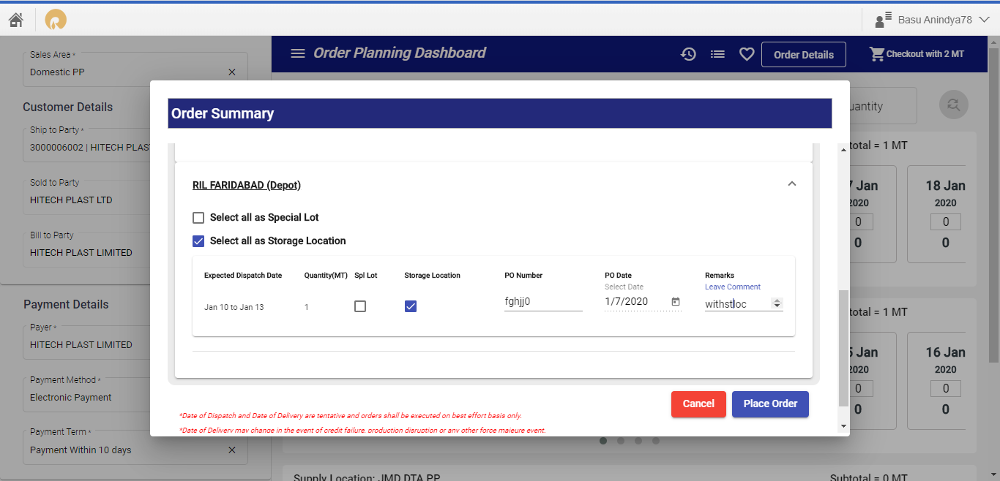 Basu Anindya78
Sales Area *
Domestic PP
Customer Details
Ship to Party *
3000006002 | HITECH PLAS
Sold to Party
HITECH PLAST LTD
Bill to Party
HITECH PLAST LIMITED
Payment Details
Payer *
HITECH PLAST LIMITED
Payment Method *
Electronic Payment
Payment Term *
Payment Within 10 days
Order Planning Dashboard
Order Details
Checkout with 2 MT
uantity
total = 1 MT
7 Jan
18 Jan
2020
2020
0
0
0
0
Order Summary
RIL FARIDABAD (Depot)
Select all as Special Lot
Select all as Storage Location
Expected Dispatch Date Quantity(MT) Spl Lot Storage Location PO Number PO Date Remarks
Select Date Leave Comment
Jan 10 to Jan 13 1 fghjj0 1/7/2020 withstloc
Cancel
Place Order
*Date of Dispatch and Date of Delivery are tentative and orders shall be executed on best effort basis only.
*Date of Delivery may change in the event of credit failure, production disruption or any other force majeure event.
total = 1 MT
5 Jan
16 Jan
2020
2020
0
0
0
0
Supply Location: JMD DTA PP
Subtotal = 0 MT